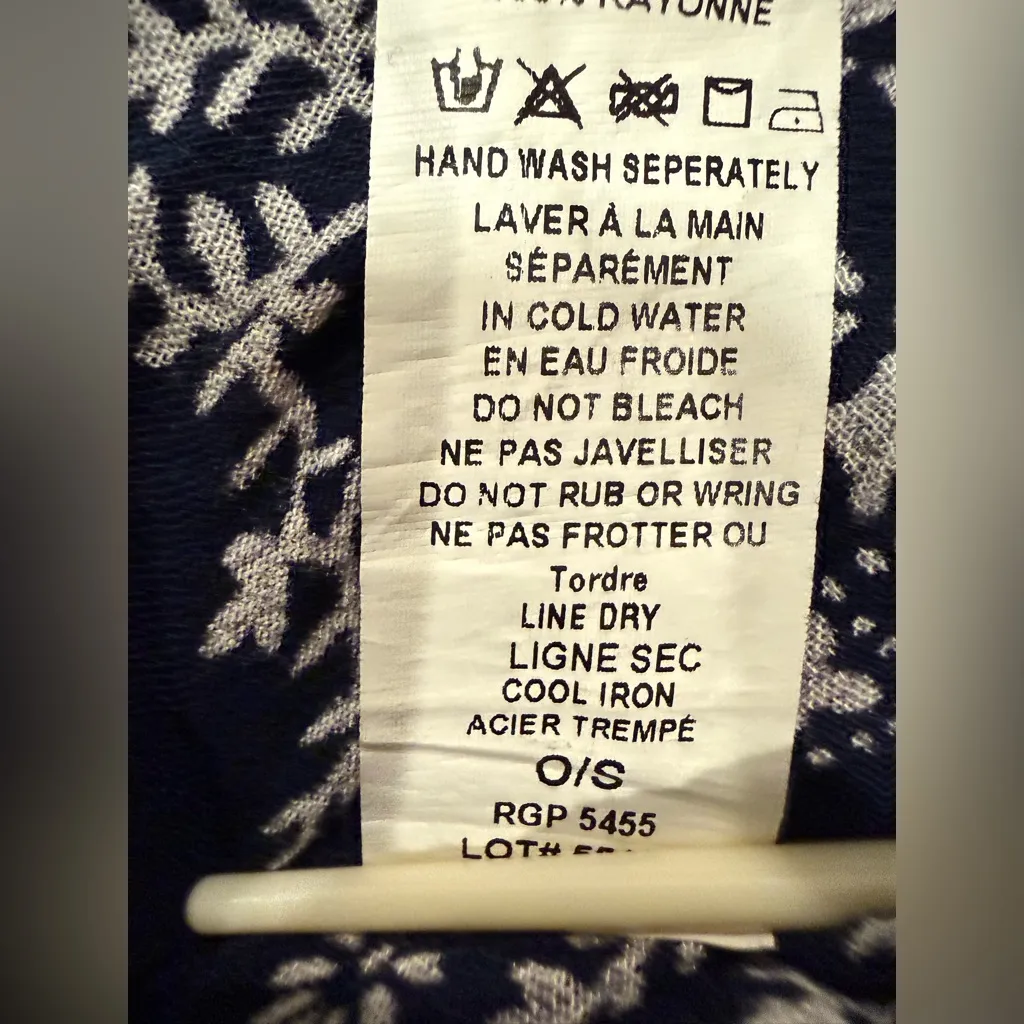 RAYONNE
HAND WASH SEPERATELY
LAVER À LA MAIN
SÉPARÉMENT
IN COLD WATER
EN EAU FROIDE
DO NOT BLEACH
NE PAS JAVELLISER
DO NOT RUB OR WRING
NE PAS FROTTER OU
Tordre
LINE DRY
LIGNE SEC
COOL IRON
ACIER TREMPÉ
O/S
RGP 5455
LOT#